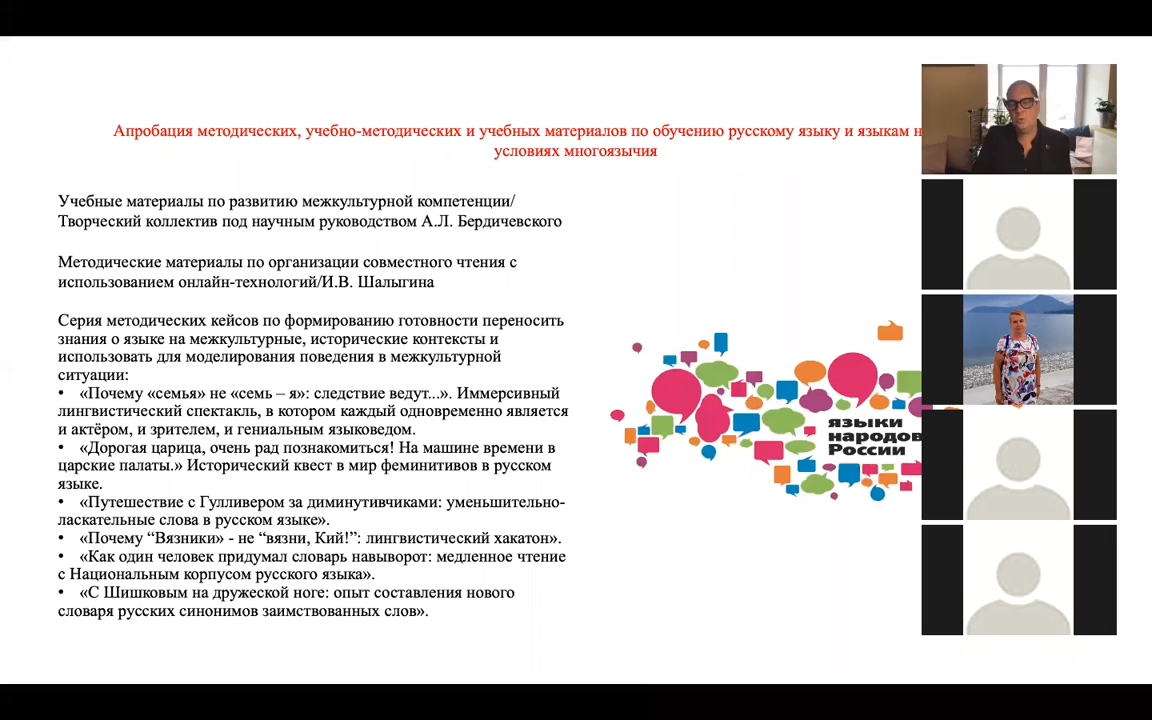 Апробация методических, учебно-методических и учебных материалов по обучению русскому языку и языкам
условиях многоязычия
Учебные материалы по развитию межкультурной компетенции/
Творческий коллектив под научным руководством А.Л. Бердичевского
Методические материалы по организации совместного чтения с
использованием онлайн-технологий/И.В. Шалыгина
Серия методических кейсов по формированию готовности переносить
знания о языке на межкультурные, исторические контексты и
использовать для моделирования поведения в межкультурной
ситуации:
• «Почему «семья» не «семь – я»: следствие ведут...». Иммерсивный
лингвистический спектакль, в котором каждый одновременно является
и актёром, и зрителем, и гениальным языковедом.
• «Дорогая царица, очень рад познакомиться! На машине времени в
царские палаты.» Исторический квест в мир феминитивов в русском
языке.
• «Путешествие с Гулливером за диминутивчиками: уменьшительно-
ласкательные слова в русском языке».
• «Почему “Вязники» - не “вязни, Кий!”: лингвистический хакатон».
• «Как один человек придумал словарь навыворот: медленное чтение
с Национальным корпусом русского языка».
• «С Шишковым на дружеской ноге: опыт составления нового
словаря русских синонимов заимствованных слов».
языки
народов
России